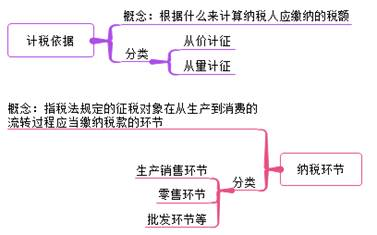 概念：根据什么来计算纳税人应缴纳的税额
计税依据
分类
从价计征
从量计征
概念：指税法规定的征税对象在从生产到消费的
流转过程应当缴纳税款的环节
纳税环节
分类
生产销售环节
零售环节
批发环节等